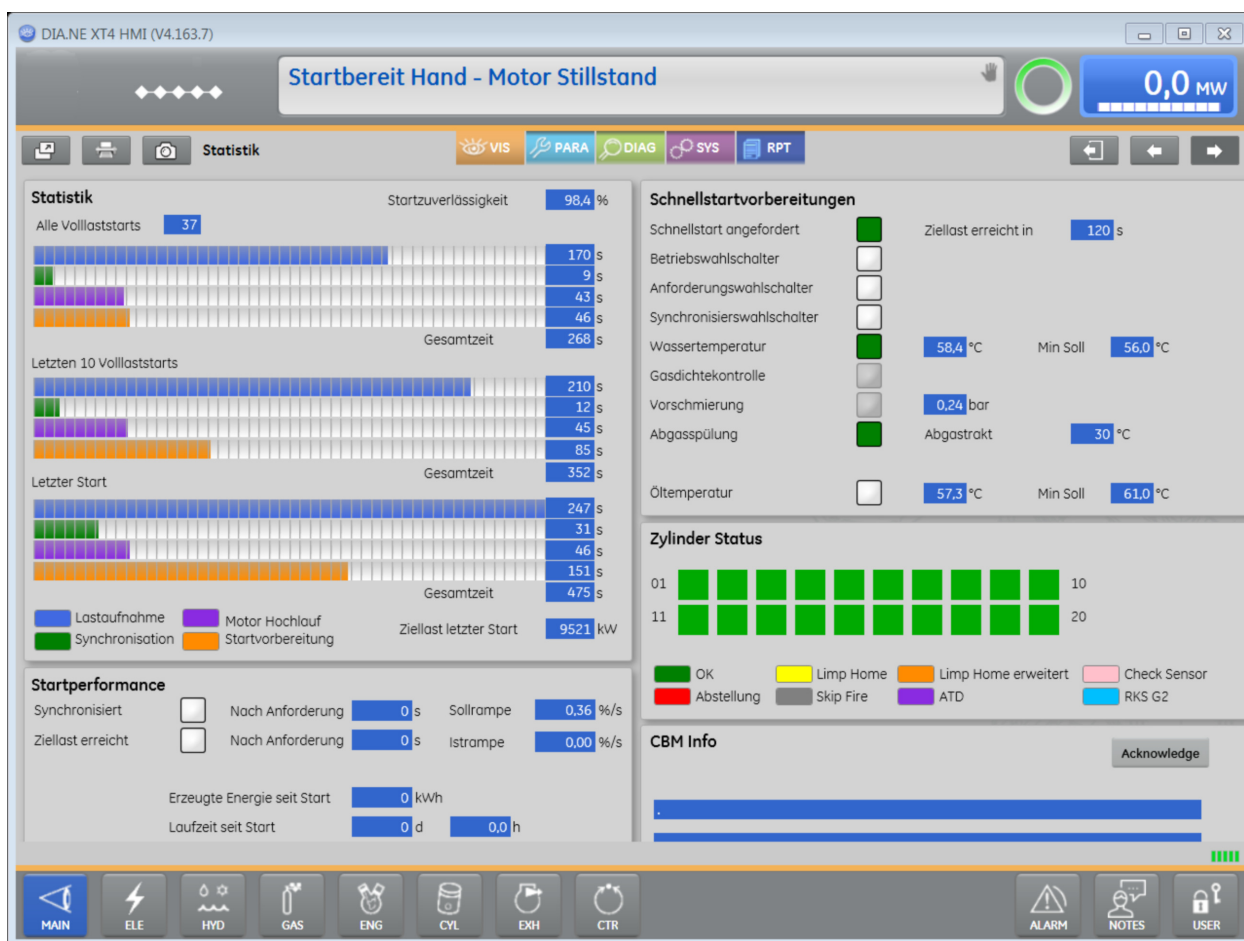 DIA.NE XT4 HMI (V4.163.7)
Startbereit Hand - Motor Stillstand
0,0 MW
Statistik
VIS
PARA
DIAG
SYS
RPT
Statistik
Startzuverlässigkeit 98,4 %
Alle Volllaststarts 37
170 s
9 s
43 s
46 s
Gesamtzeit 268 s
Letzten 10 Volllaststarts
210 s
12 s
45 s
85 s
Gesamtzeit 352 s
Letzter Start
247 s
31 s
46 s
151 s
Gesamtzeit 475 s
Lastaufnahme Motor Hochlauf
Synchronisation Startvorbereitung
Ziellast letzter Start 9521 kW
Startperformance
Synchronisiert Nach Anforderung 0 s Sollrampe 0,36 %/s
Ziellast erreicht Nach Anforderung 0 s Istrampe 0,00 %/s
Erzeugte Energie seit Start 0 kWh
Laufzeit seit Start 0 d 0,0 h
Schnellstartvorbereitungen
Schnellstart angefordert Ziellast erreicht in 120 s
Betriebswahlschalter
Anforderungswahlschalter
Synchronisierswahlschalter
Wassertemperatur 58,4 °C Min Soll 56,0 °C
Gasdichtekontrolle
Vorschmierung 0,24 bar
Abgasspülung Abgastrakt 30 °C
Öltemperatur 57,3 °C Min Soll 61,0 °C
Zylinder Status
01 10
11 20
OK Limp Home Limp Home erweitert Check Sensor
Abstellung Skip Fire ATD RKS G2
CBM Info
Acknowledge
.
MAIN ELE HYD GAS ENG CYL EXH CTR ALARM NOTES USER